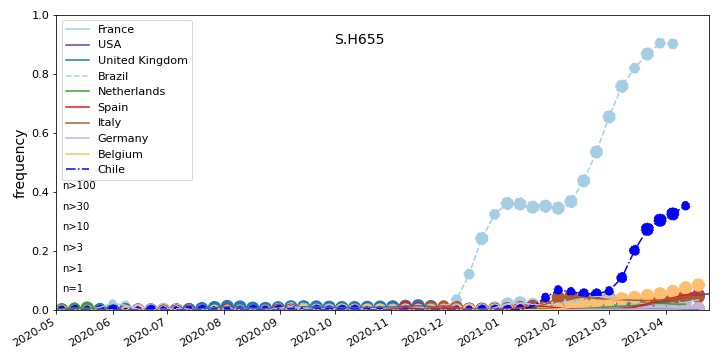 S.H655
frequency
1.0
0.8
0.6
0.4
0.2
0.0
France
USA
United Kingdom
Brazil
Netherlands
Spain
Italy
Germany
Belgium
Chile
n>100
n>30
n>10
n>3
n>1
n=1
2020-05
2020-06
2020-07
2020-08
2020-09
2020-10
2020-11
2020-12
2021-01
2021-02
2021-03
2021-04